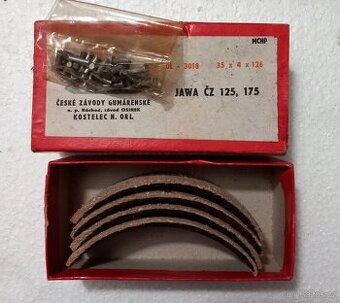 MCHP
3018 35 x 4 x 126
JAWA ČZ 125, 175
ČESKÉ ZÁVODY GUMÁRENSKÉ
n. p. Náchod, závod OSINEK
KOSTELEC N. ORL.